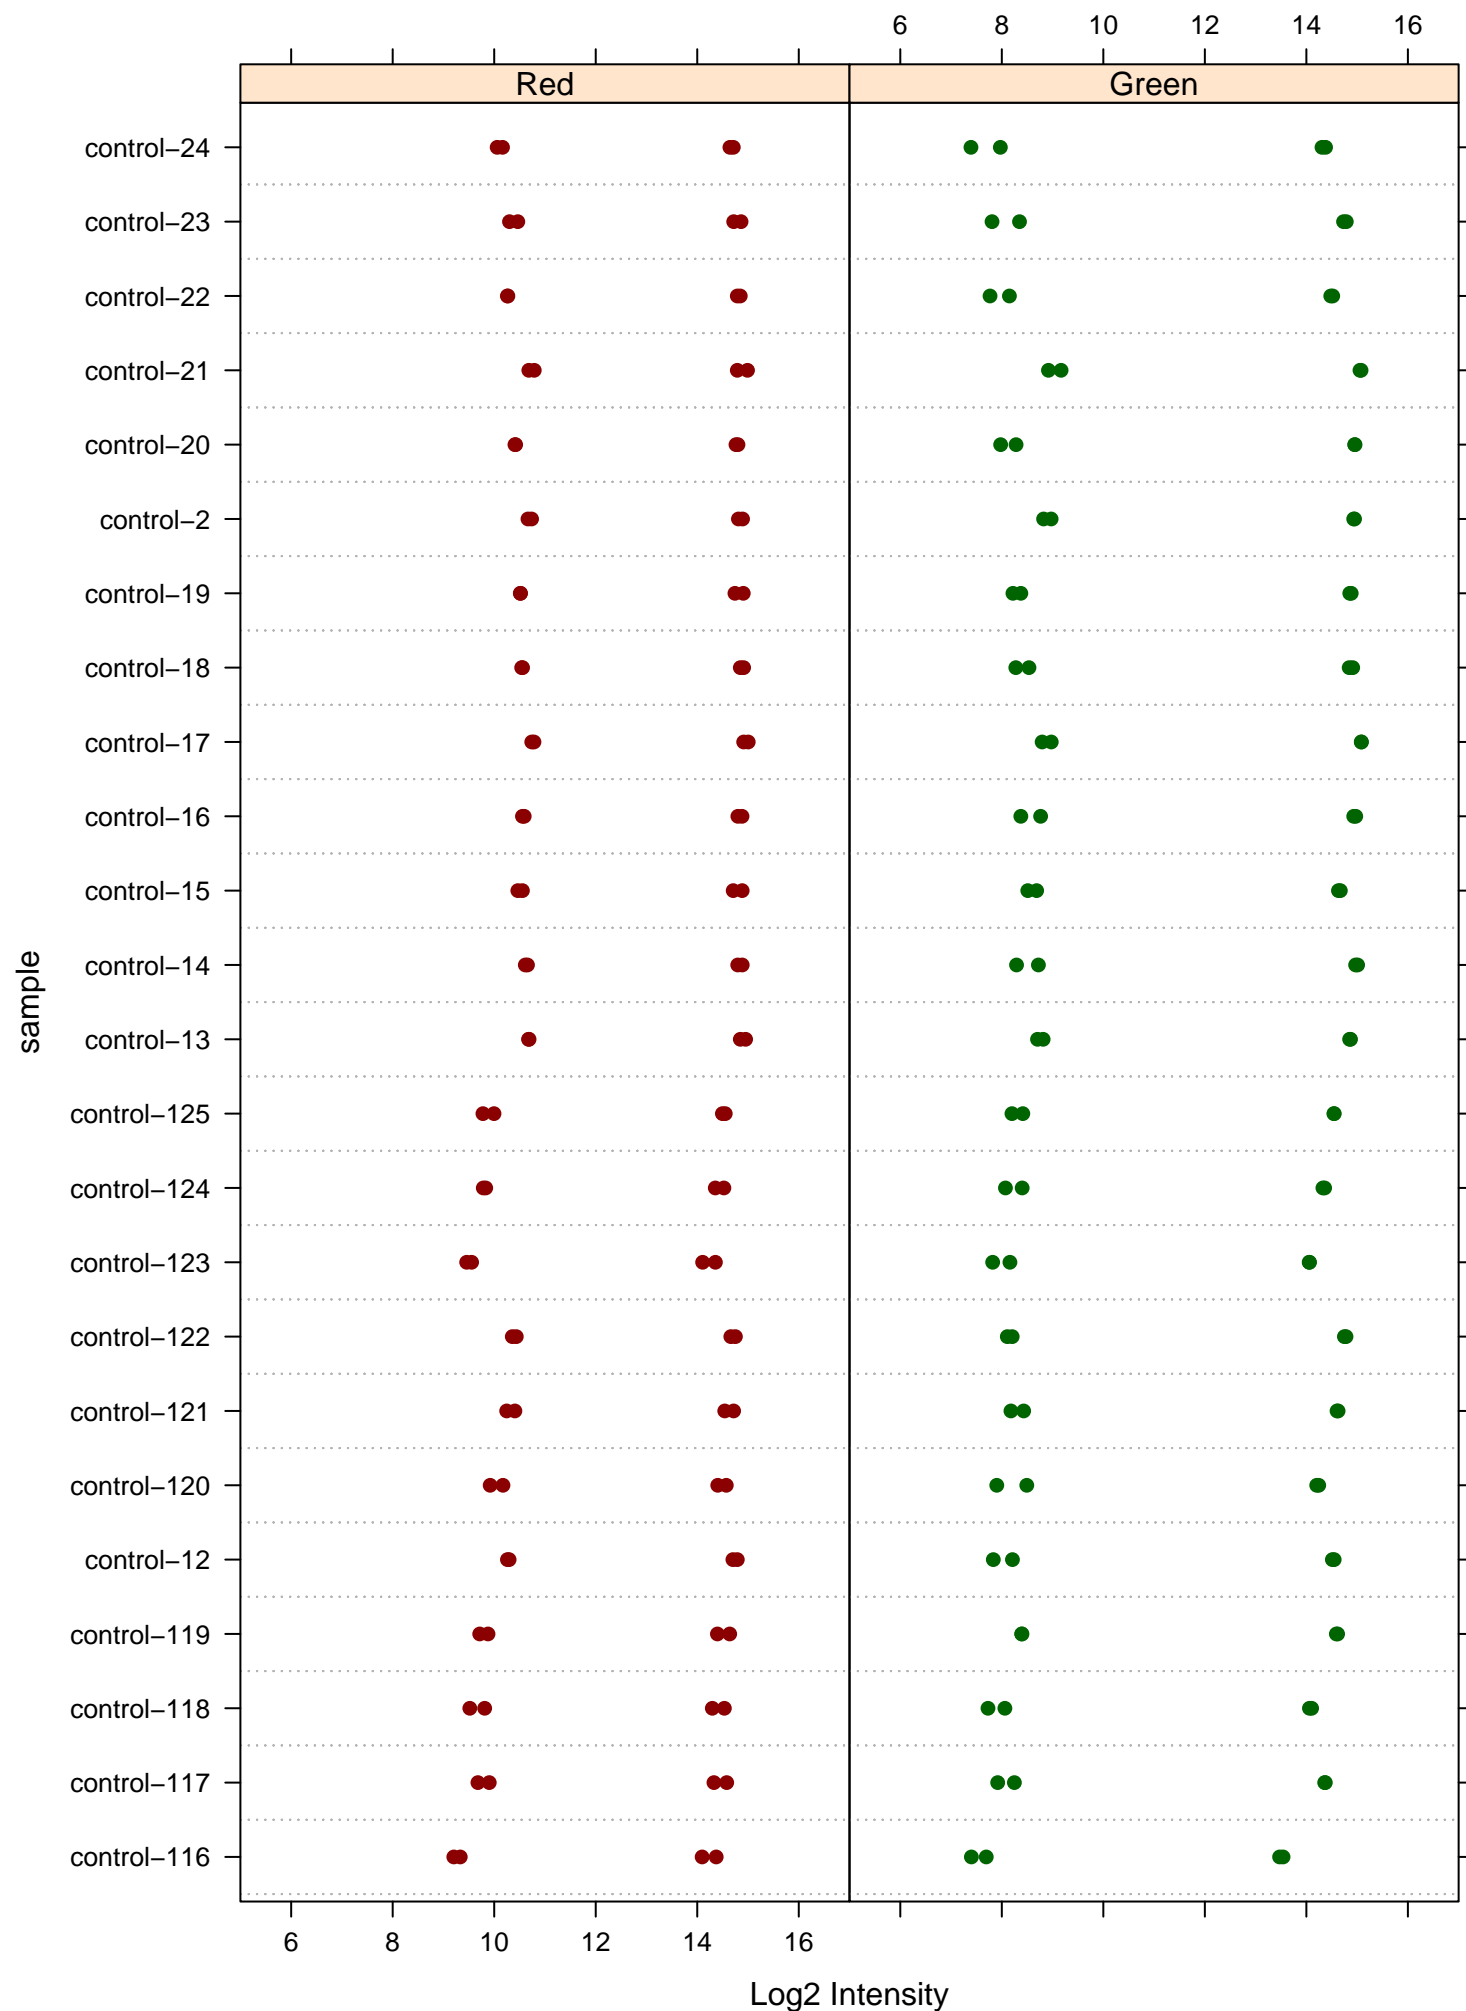 6 8 10 12 14 16
Red Green
control−24
control−23
control−22
control−21
control−20
control−2
control−19
control−18
control−17
control−16
control−15
control−14
control−13
control−125
control−124
control−123
control−122
control−121
control−120
control−12
control−119
control−118
control−117
control−116
sample
6 8 10 12 14 16
Log2 Intensity